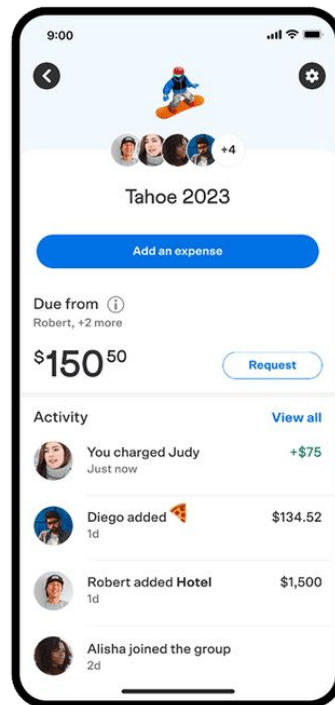 9:00
+4
Tahoe 2023
Add an expense
Due from
Robert, +2 more
$150 50
Request
Activity
View all
You charged Judy
+$75
Just now
Diego added
$134.52
1d
Robert added Hotel
$1,500
1d
Alisha joined the group
2d